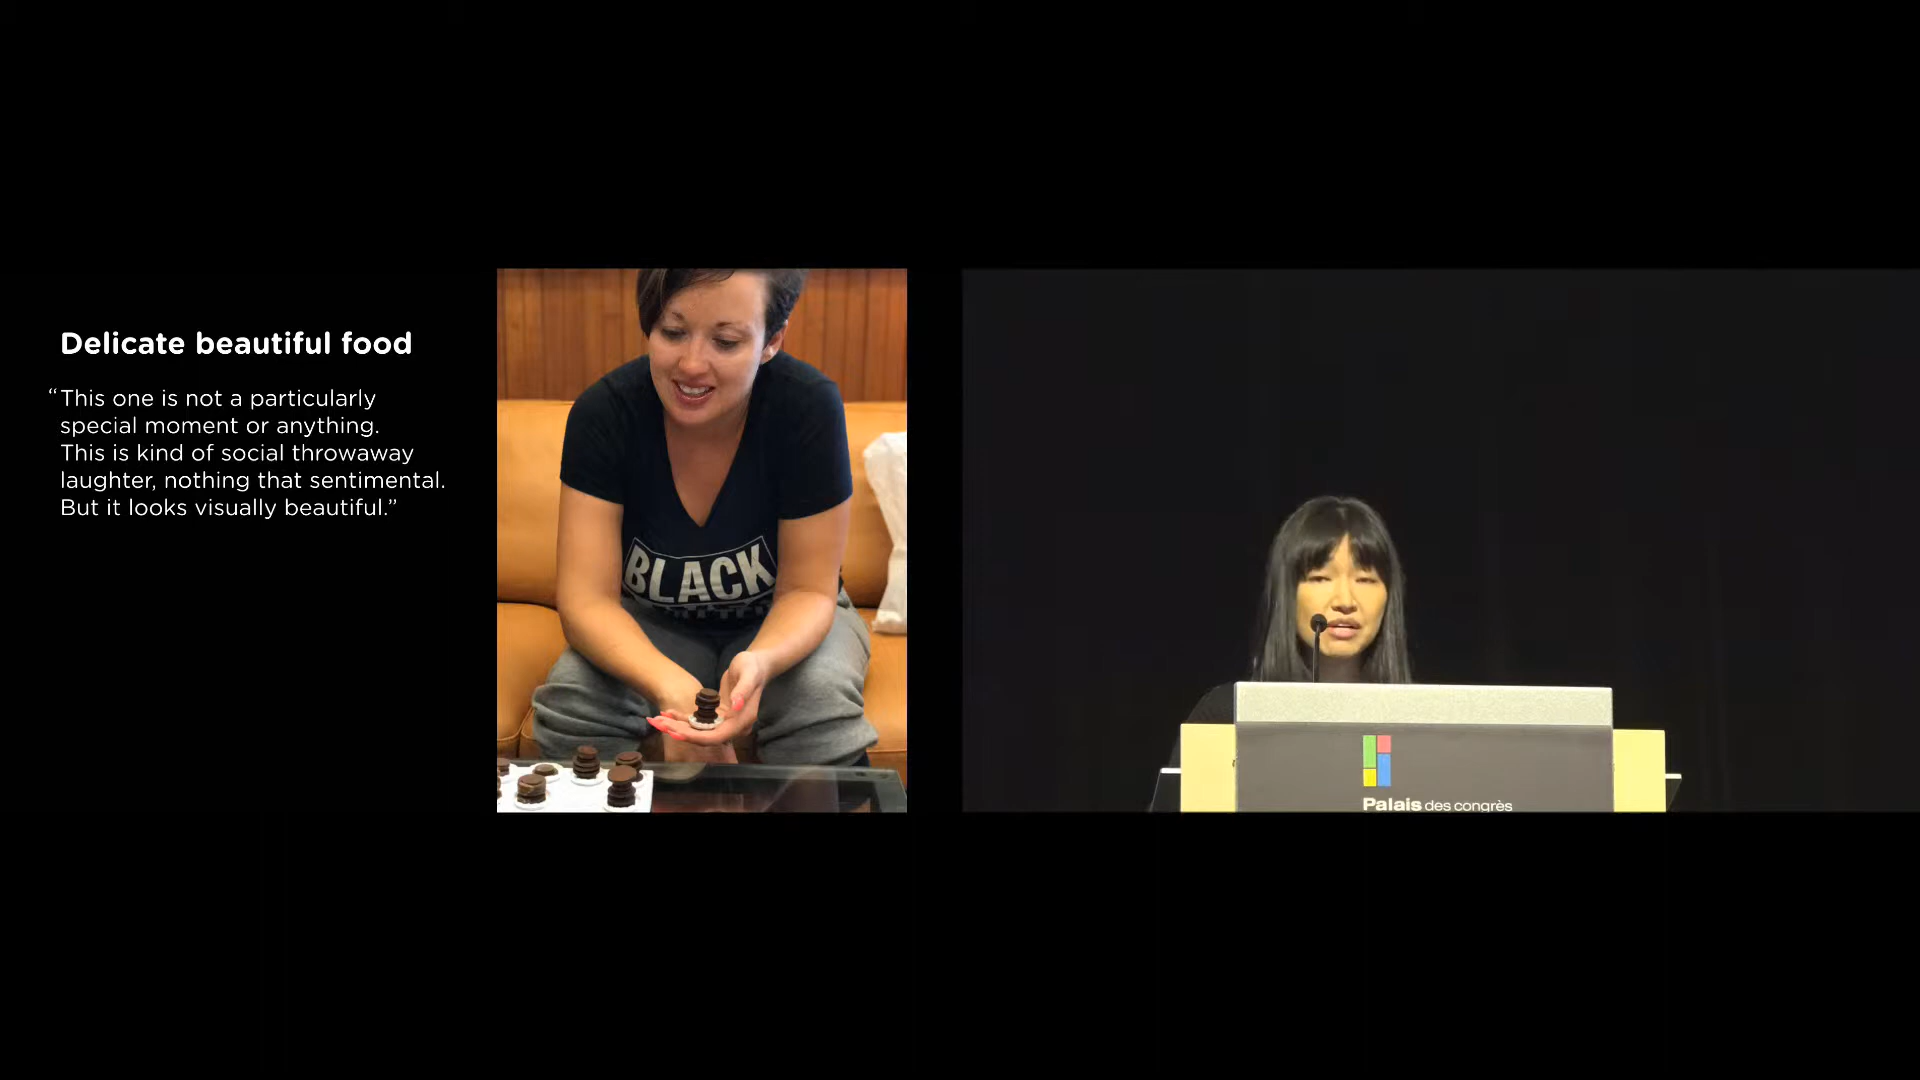 Delicate beautiful food
“This one is not a particularly
special moment or anything.
This is kind of social throwaway
laughter, nothing that sentimental.
But it looks visually beautiful.”
BLACK
Palais des congrès